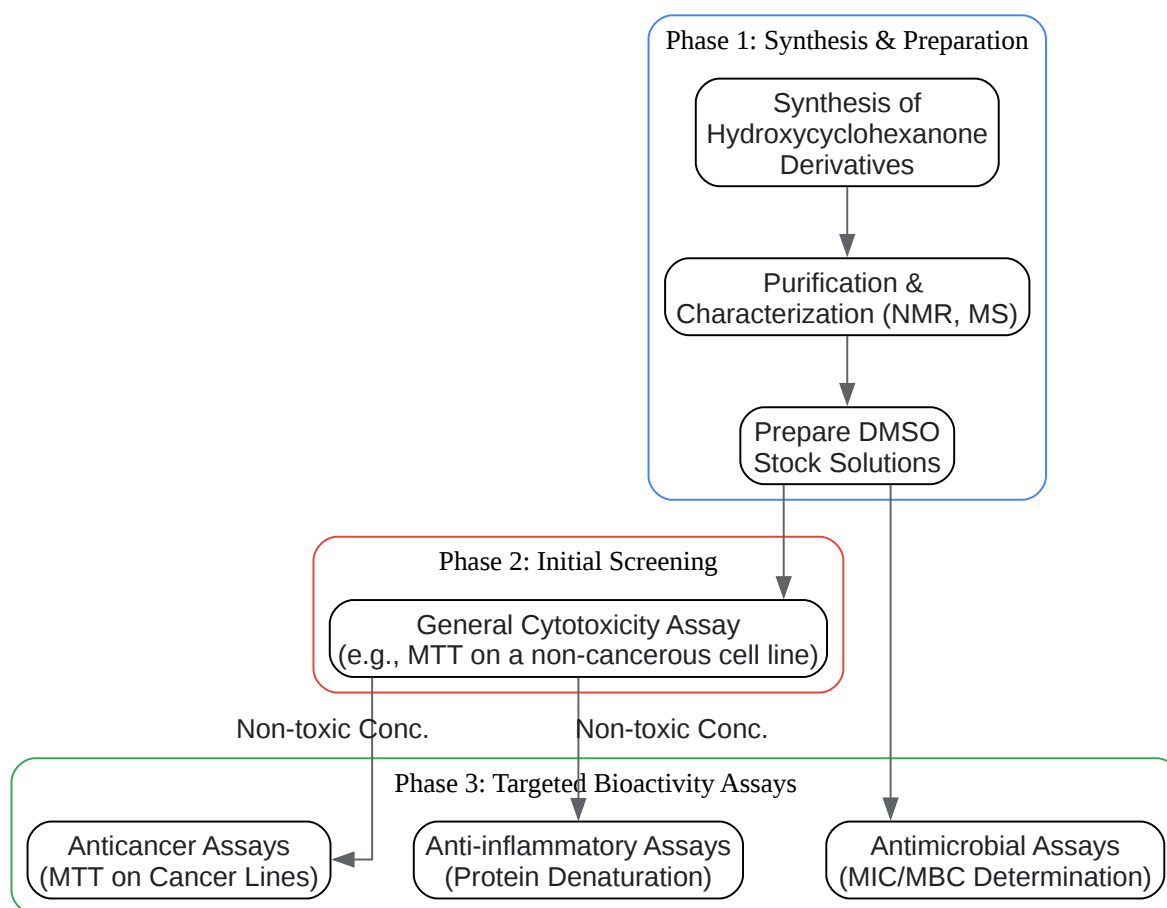 Phase 1: Synthesis & Preparation
Synthesis of
Hydroxycyclohexanone
Derivatives
Purification &
Characterization (NMR, MS)
Prepare DMSO
Stock Solutions
Phase 2: Initial Screening
General Cytotoxicity Assay
(e.g., MTT on a non-cancerous cell line)
Non-toxic Conc.
Non-toxic Conc.
Phase 3: Targeted Bioactivity Assays
Anticancer Assays
(MTT on Cancer Lines)
Anti-inflammatory Assays
(Protein Denaturation)
Antimicrobial Assays
(MIC/MBC Determination)